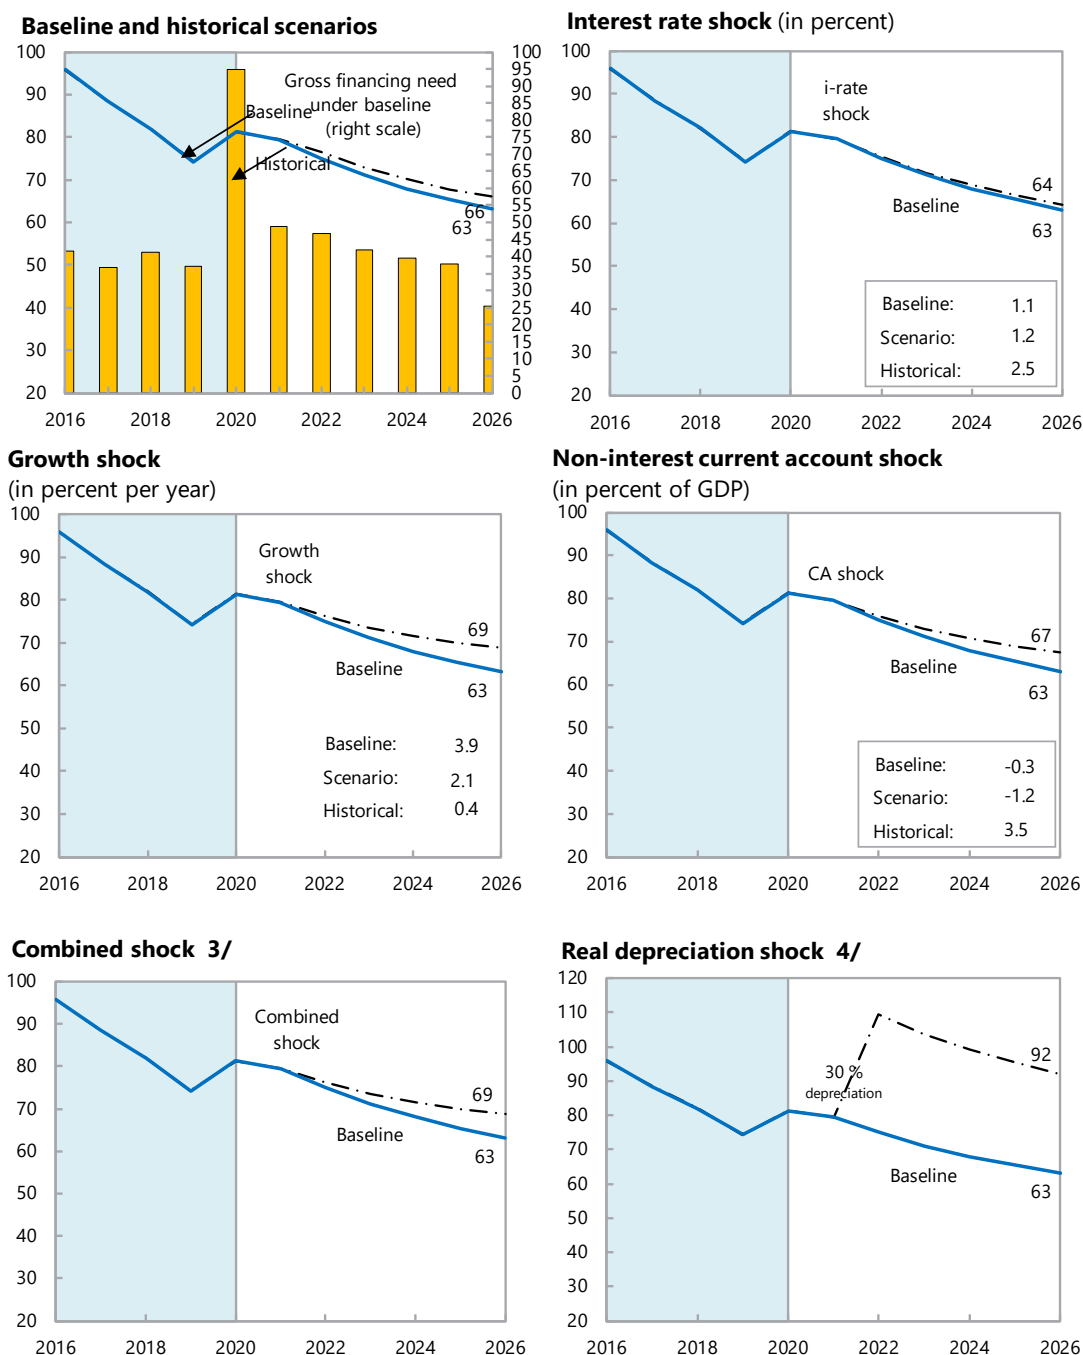 Baseline and historical scenarios
100
90
80
70
60
50
40
30
20
100
95
90
85
80
75
70
65
60
55
50
45
40
35
30
25
20
15
10
5
0
Gross financing need
under baseline
(right scale)
Baseline
Historical
66
63
2016 2018 2020 2022 2024 2026
Interest rate shock (in percent)
100
90
80
70
60
50
40
30
20
i-rate
shock
64
Baseline
63
Baseline: 1.1
Scenario: 1.2
Historical: 2.5
2016 2018 2020 2022 2024 2026
Growth shock
(in percent per year)
100
90
80
70
60
50
40
30
20
Growth
shock
69
Baseline
63
Baseline: 3.9
Scenario: 2.1
Historical: 0.4
2016 2018 2020 2022 2024 2026
Non-interest current account shock
(in percent of GDP)
100
90
80
70
60
50
40
30
20
CA shock
67
Baseline
63
Baseline: -0.3
Scenario: -1.2
Historical: 3.5
2016 2018 2020 2022 2024 2026
Combined shock 3/
100
90
80
70
60
50
40
30
20
Combined
shock
69
Baseline
63
2016 2018 2020 2022 2024 2026
Real depreciation shock 4/
120
110
100
90
80
70
60
50
40
30
20
30 %
depreciation
92
Baseline
63
2016 2018 2020 2022 2024 2026